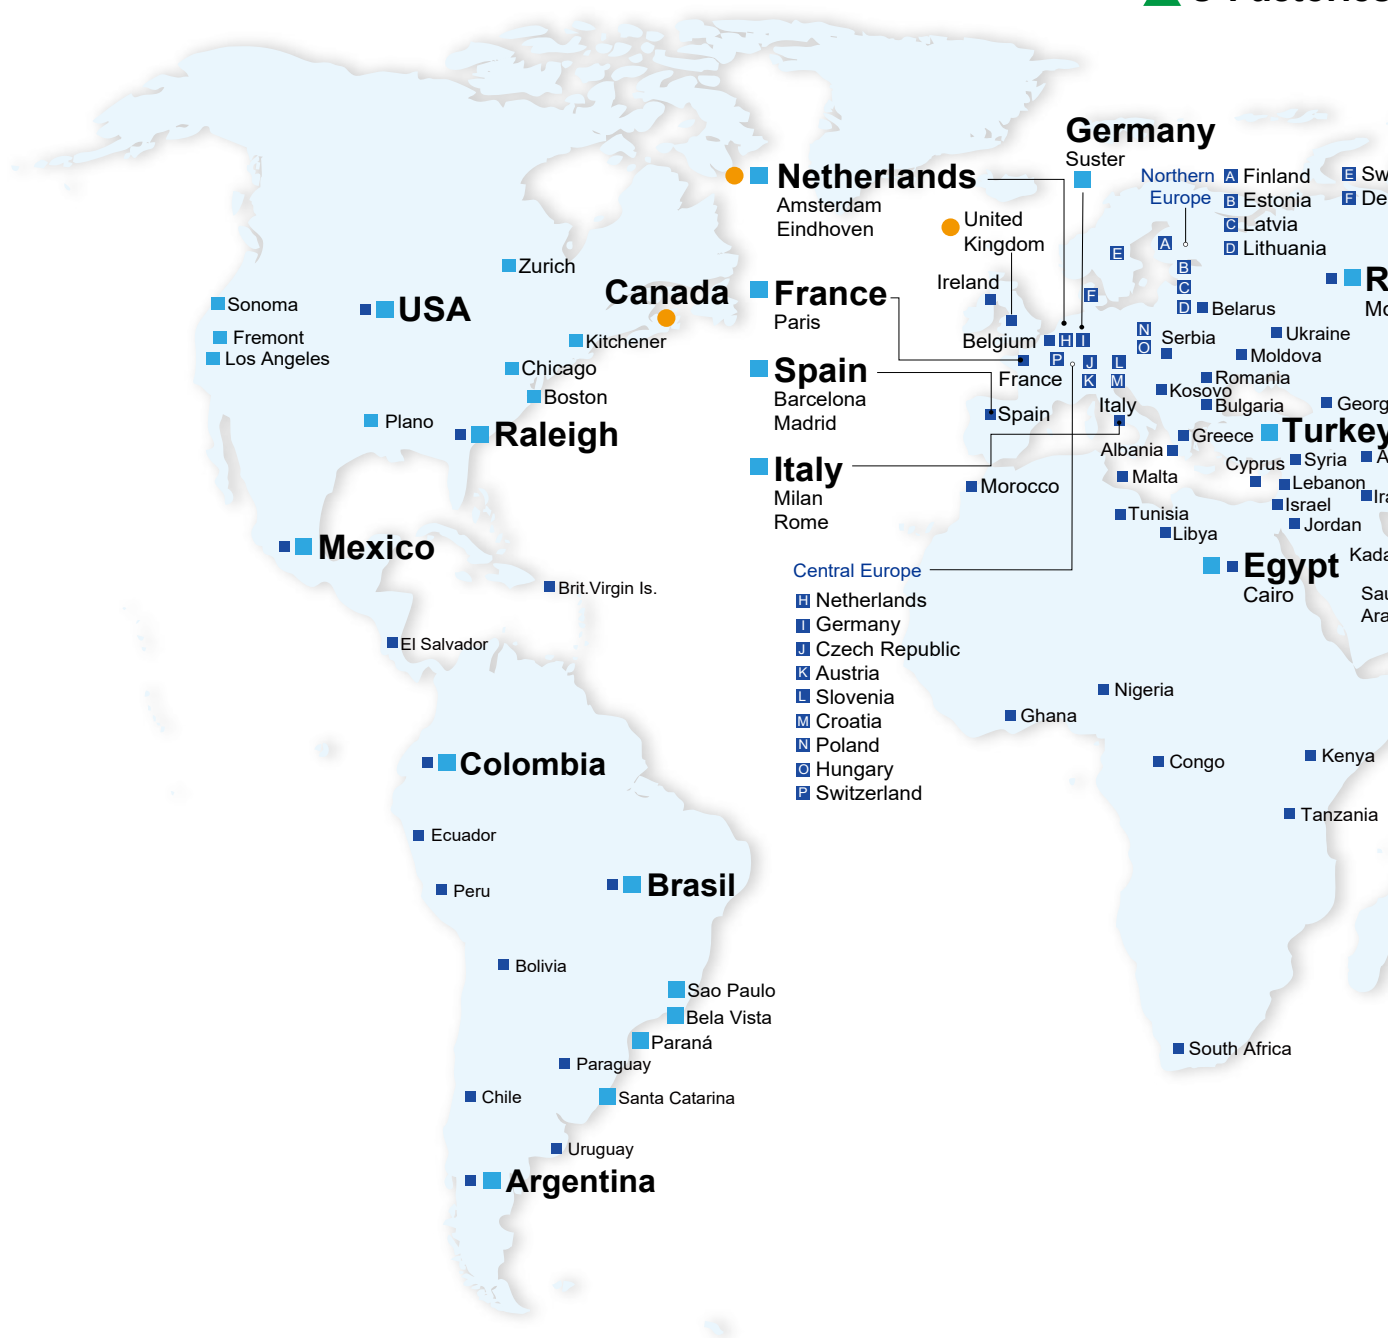 Germany
Suster
Netherlands
Amsterdam
Eindhoven
Northern
Europe
A Finland
B Estonia
C Latvia
D Lithuania
E
F
United
Kingdom
Ireland
Zurich
Sonoma
USA
Canada
France
Paris
Fremont
Los Angeles
Kitchener
Chicago
Boston
Plano
Raleigh
Spain
Barcelona
Madrid
Italy
Milan
Rome
E
A
B
C
D
F
Belarus
Belgium
H
I
N
O
P
J
K
L
M
Serbia
Ukraine
Moldova
France
Romania
Kosovo
Bulgaria
Spain
Italy
Greece
Turkey
Albania
Cyprus
Syria
Malta
Lebanon
Morocco
Israel
Tunisia
Jordan
Libya
Mexico
Egypt
Cairo
Brit.Virgin Is.
El Salvador
Central Europe
H Netherlands
I Germany
J Czech Republic
K Austria
L Slovenia
M Croatia
N Poland
O Hungary
P Switzerland
Nigeria
Ghana
Congo
Kenya
Tanzania
Colombia
Ecuador
Peru
Brasil
Bolivia
Sao Paulo
Bela Vista
Paraná
Paraguay
Chile
Santa Catarina
Uruguay
Argentina
South Africa